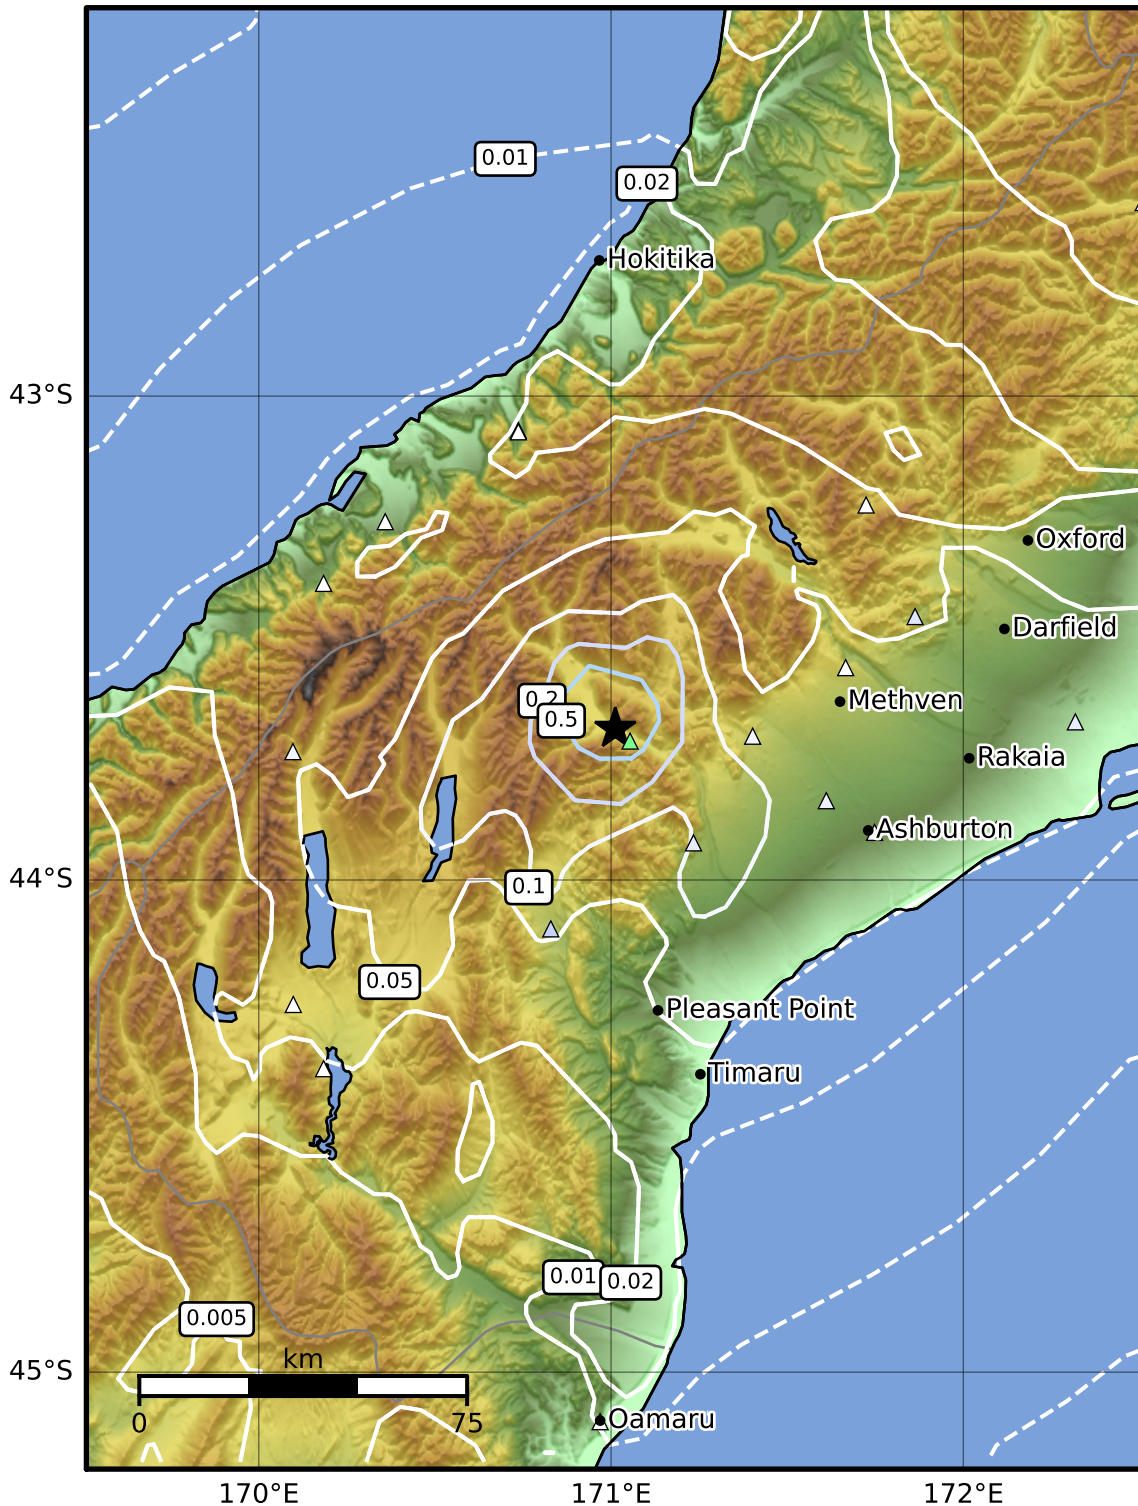 0.01
0.02
Hokitika
43°S
Oxford
Darfield
0.2
Methven
0.5
Rakaia
Ashburton
44°S
0.1
0.05
Pleasant Point
Timaru
0.01
0.02
0.005
km
45°S
0
75
Oamaru
170°E
171°E
172°E